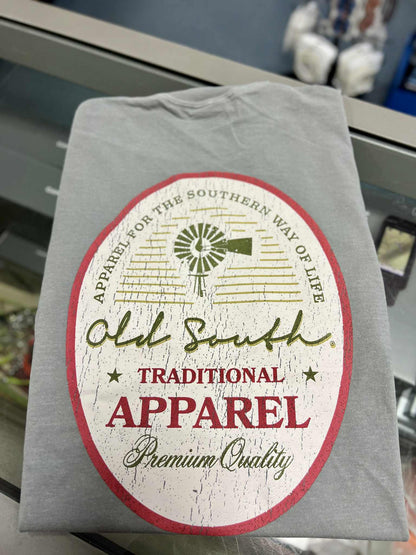 APPAREL FOR THE SOUTHERN WAY OF LIFE
Old South®
TRADITIONAL
APPAREL
Premium Quality